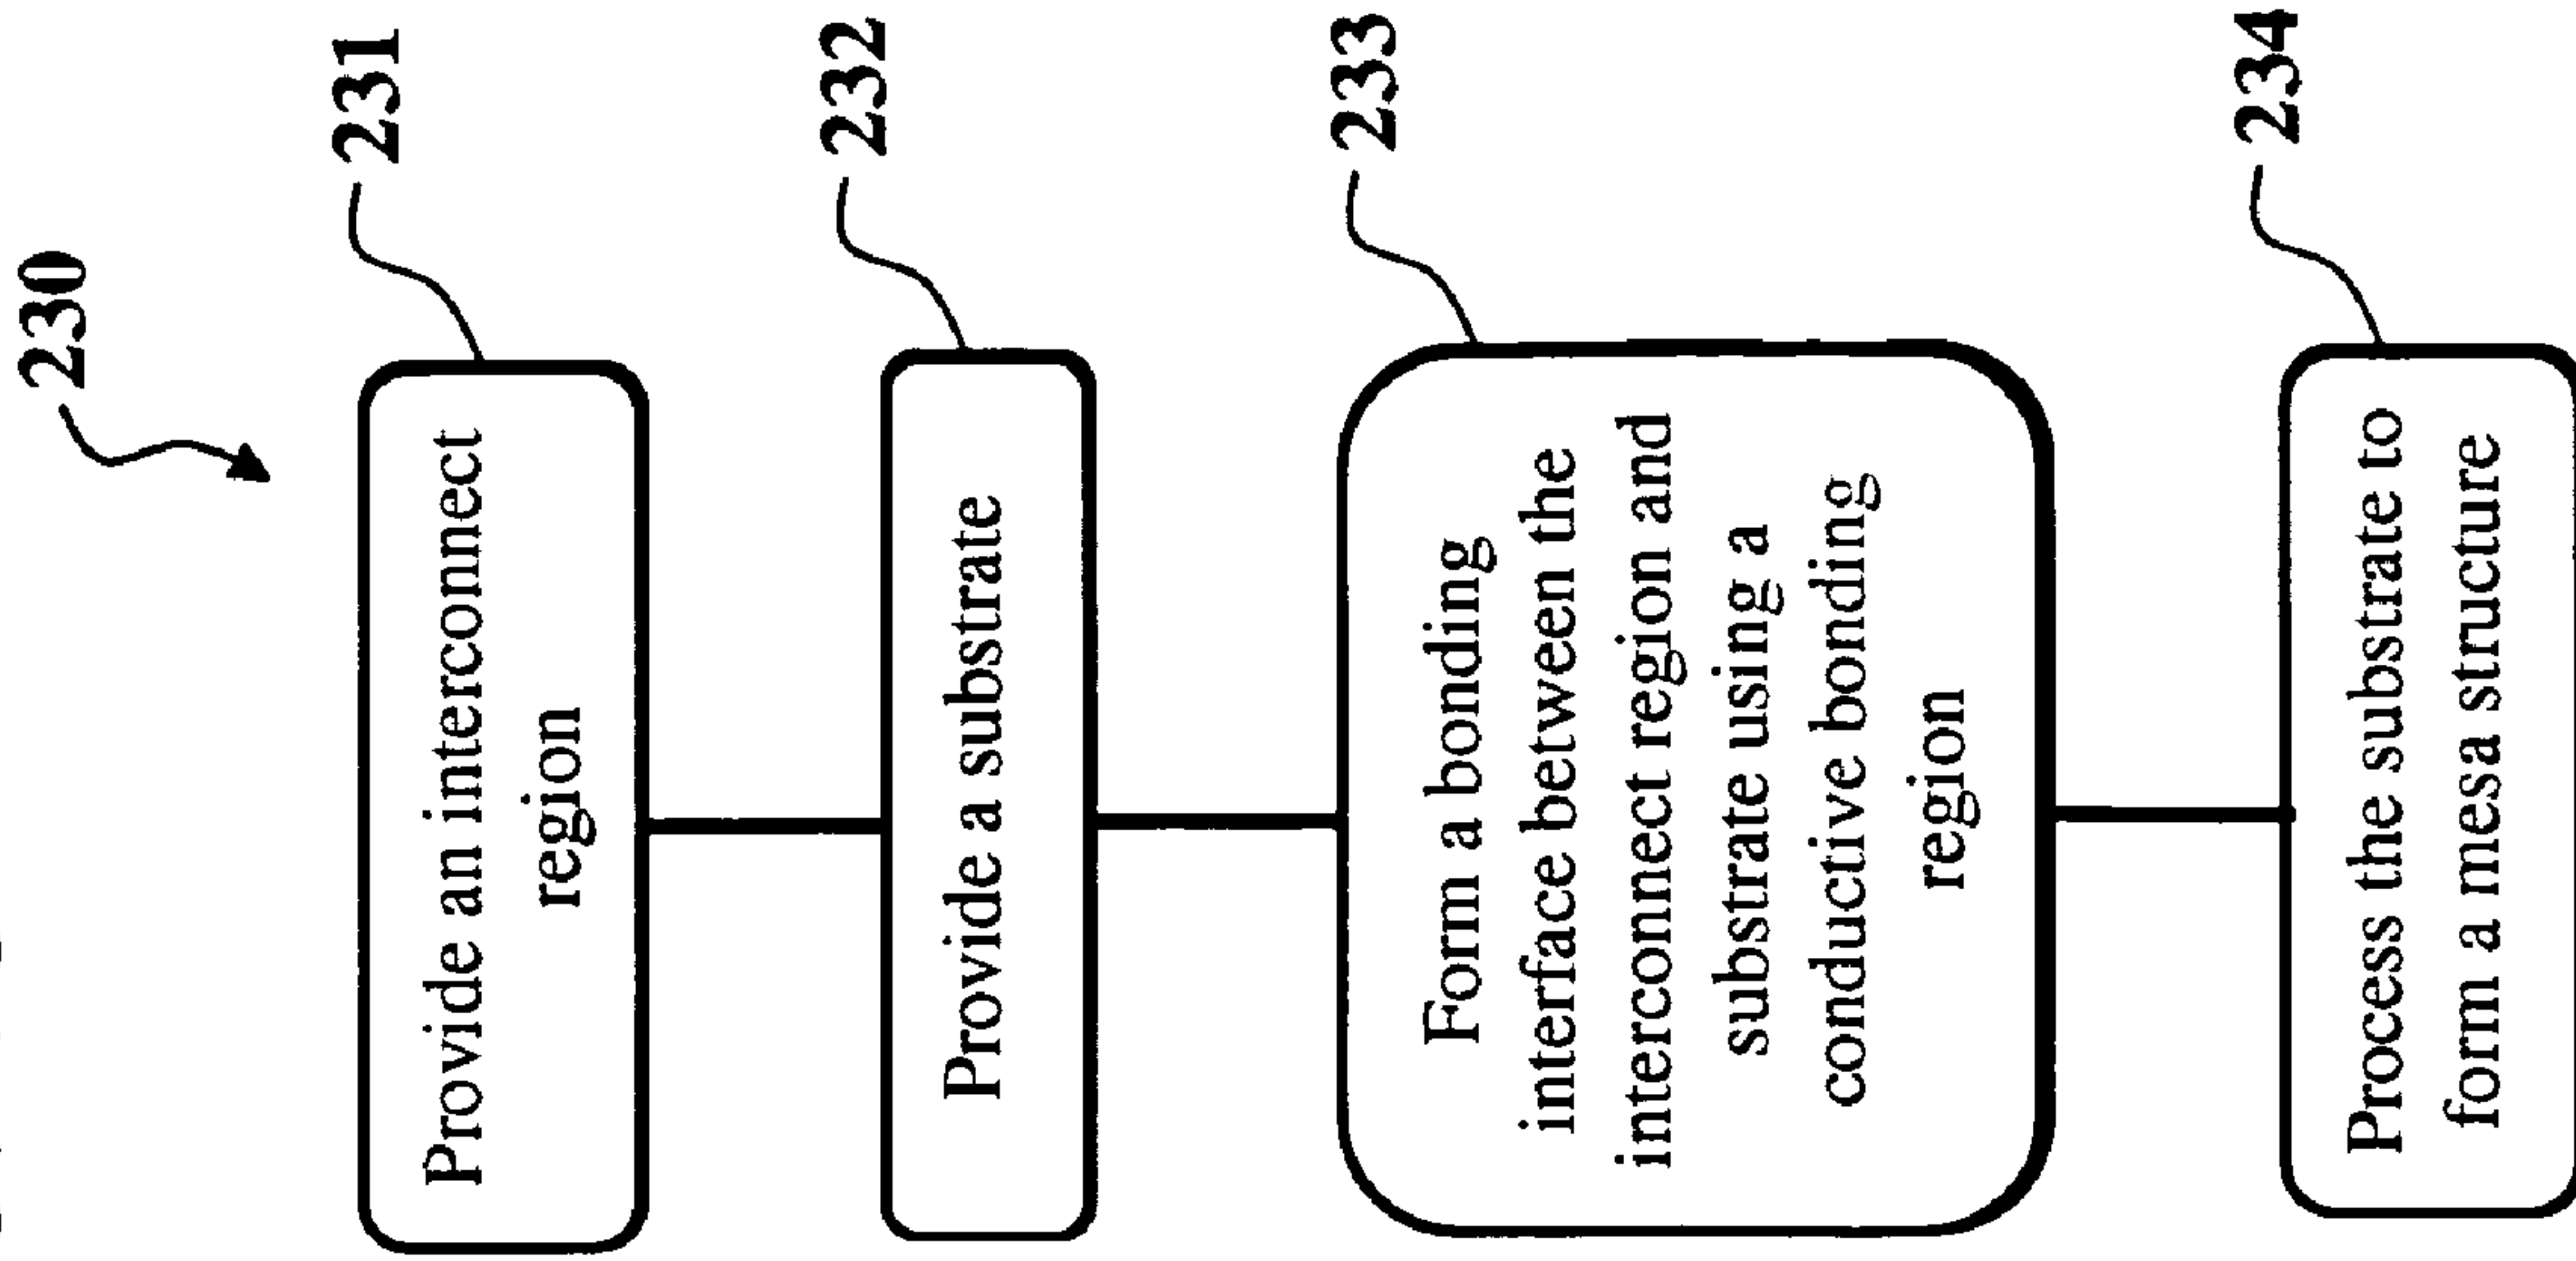 230
231
Provide an interconnect
region
232
Provide a substrate
233
Form a bonding
interface between the
interconnect region and
substrate using a
conductive bonding
region
234
Process the substrate to
form a mesa structure